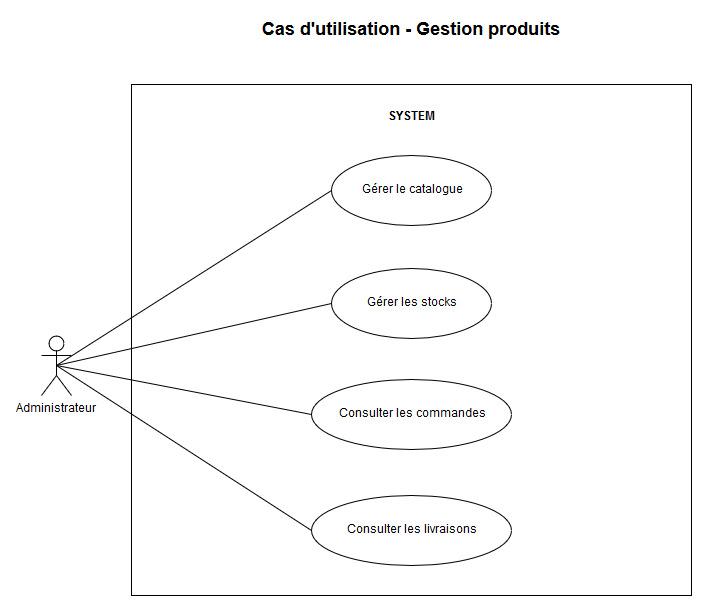 Cas d'utilisation - Gestion produits
SYSTEM
Gérer le catalogue
Gérer les stocks
Administrateur
Consulter les commandes
Consulter les livraisons